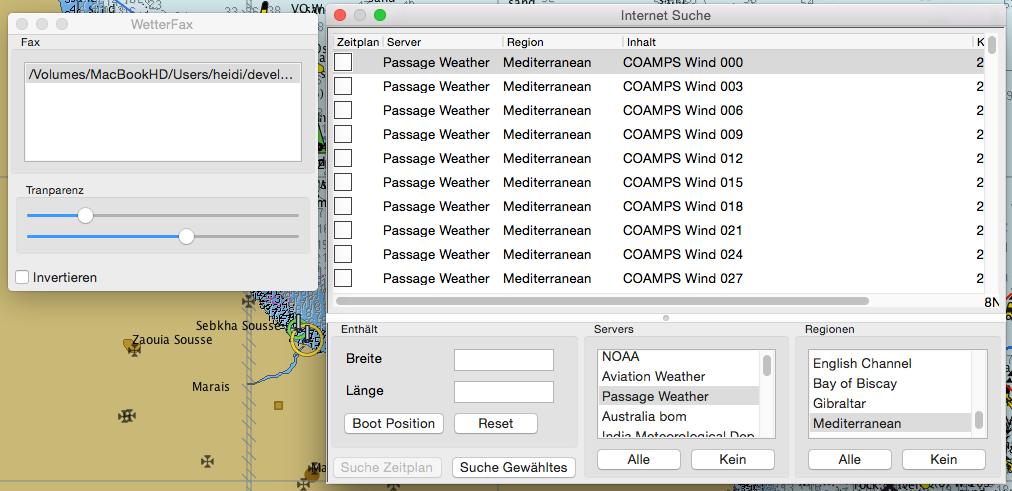 WetterFax
Fax
/Volumes/MacBookHD/Users/heidi/devel...
Tranparenz
Invertieren
Internet Suche
Zeitplan Server Region Inhalt K
Passage Weather Mediterranean COAMPS Wind 000 2
Passage Weather Mediterranean COAMPS Wind 003 2
Passage Weather Mediterranean COAMPS Wind 006 2
Passage Weather Mediterranean COAMPS Wind 009 2
Passage Weather Mediterranean COAMPS Wind 012 2
Passage Weather Mediterranean COAMPS Wind 015 2
Passage Weather Mediterranean COAMPS Wind 018 2
Passage Weather Mediterranean COAMPS Wind 021 2
Passage Weather Mediterranean COAMPS Wind 024 2
Passage Weather Mediterranean COAMPS Wind 027 2
8N
Enthält
Breite
Länge
Boot Position Reset
Suche Zeitplan Suche Gewähltes
Servers
NOAA
Aviation Weather
Passage Weather
Australia bom
India Meteorological Dep
Alle Kein
Regionen
English Channel
Bay of Biscay
Gibraltar
Mediterranean
Alle Kein
Sebkha Sousse
Zaouia Sousse
Marais